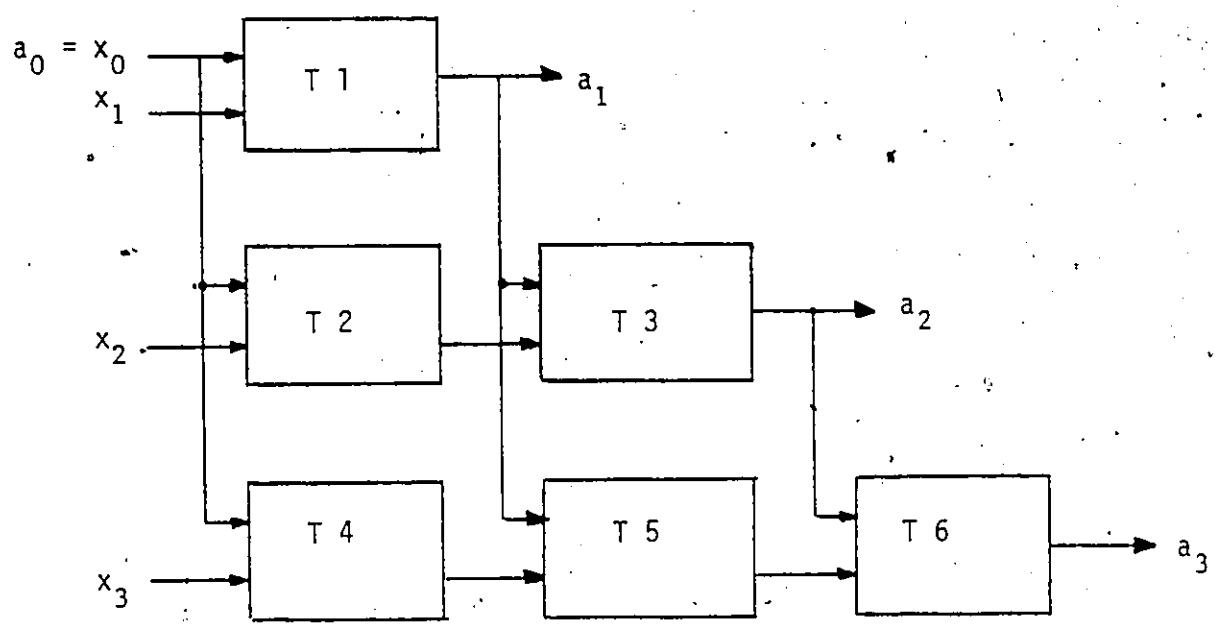 a₀ = x₀
x₁
T 1
a₁
x₂
T 2
T 3
a₂
x₃
T 4
T 5
T 6
a₃